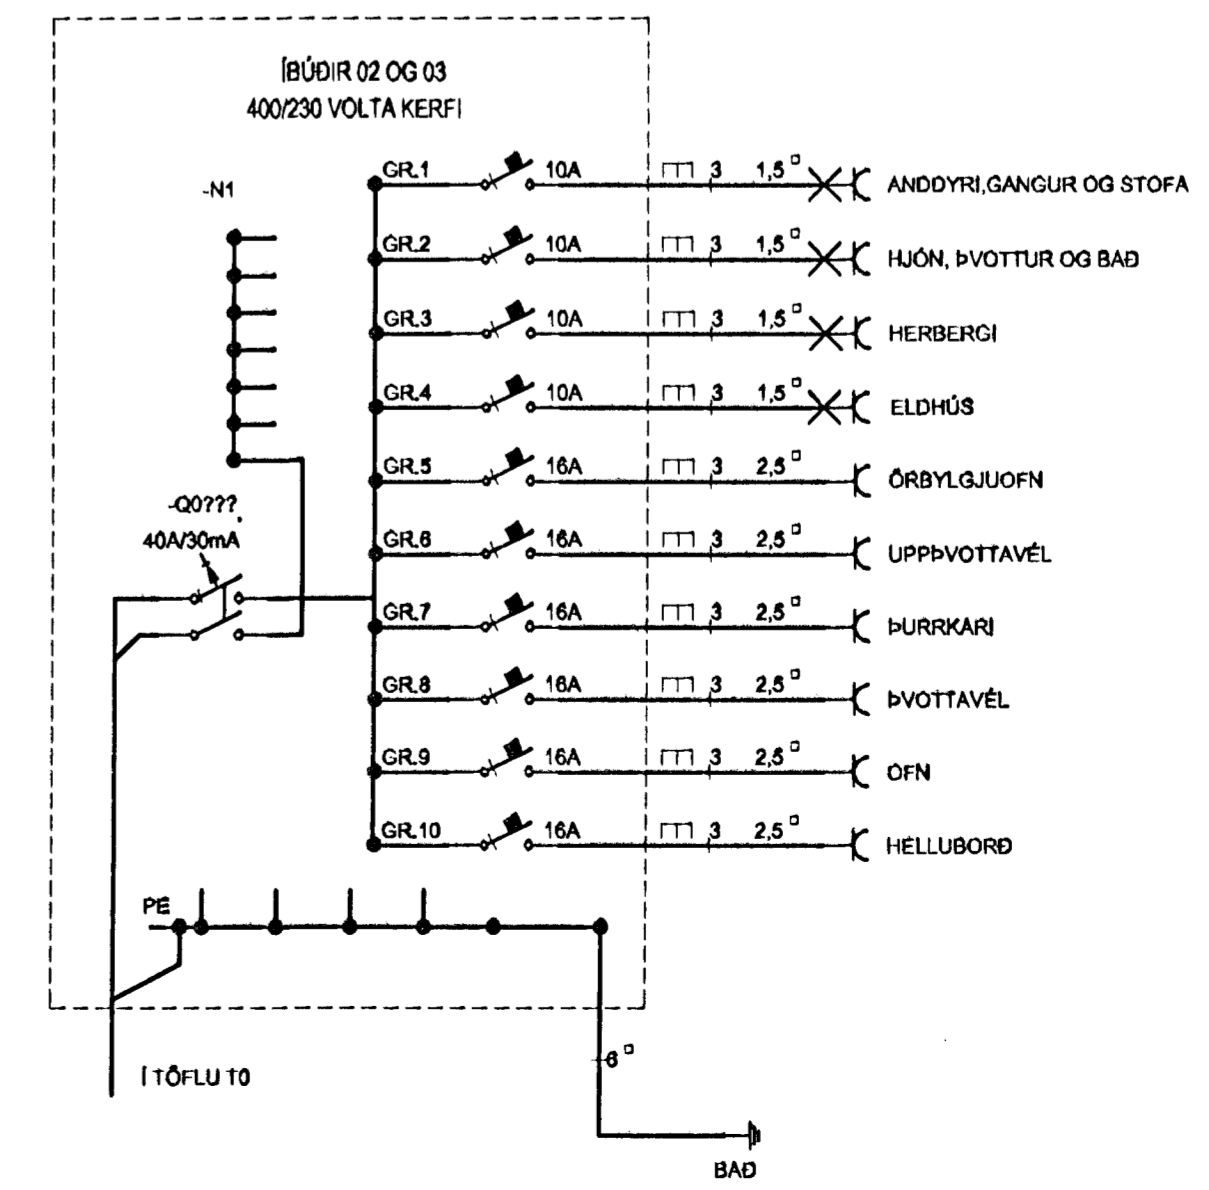 ÍBÚÐIR 02 OG 03
400/230 VOLTA KERFI
-N1
GR.1 10A 3 1,5 ANDDYRI,GANGUR OG STOFA
GR.2 10A 3 1,5 HJÓN, ÞVOTTUR OG BAÐ
GR.3 10A 3 1,5 HERBERGI
GR.4 10A 3 1,5 ELDHÚS
GR.5 16A 3 2,5 ÖRBYLGJUOFN
-Q0???
40A/30mA
GR.6 16A 3 2,5 UPPÞVOTTAVÉL
GR.7 16A 3 2,5 ÞURRKARI
GR.8 16A 3 2,5 ÞVOTTAVÉL
GR.9 16A 3 2,5 OFN
GR.10 16A 3 2,5 HELLUBORÐ
PE
6
Í TÖFLU T0
BAÐ